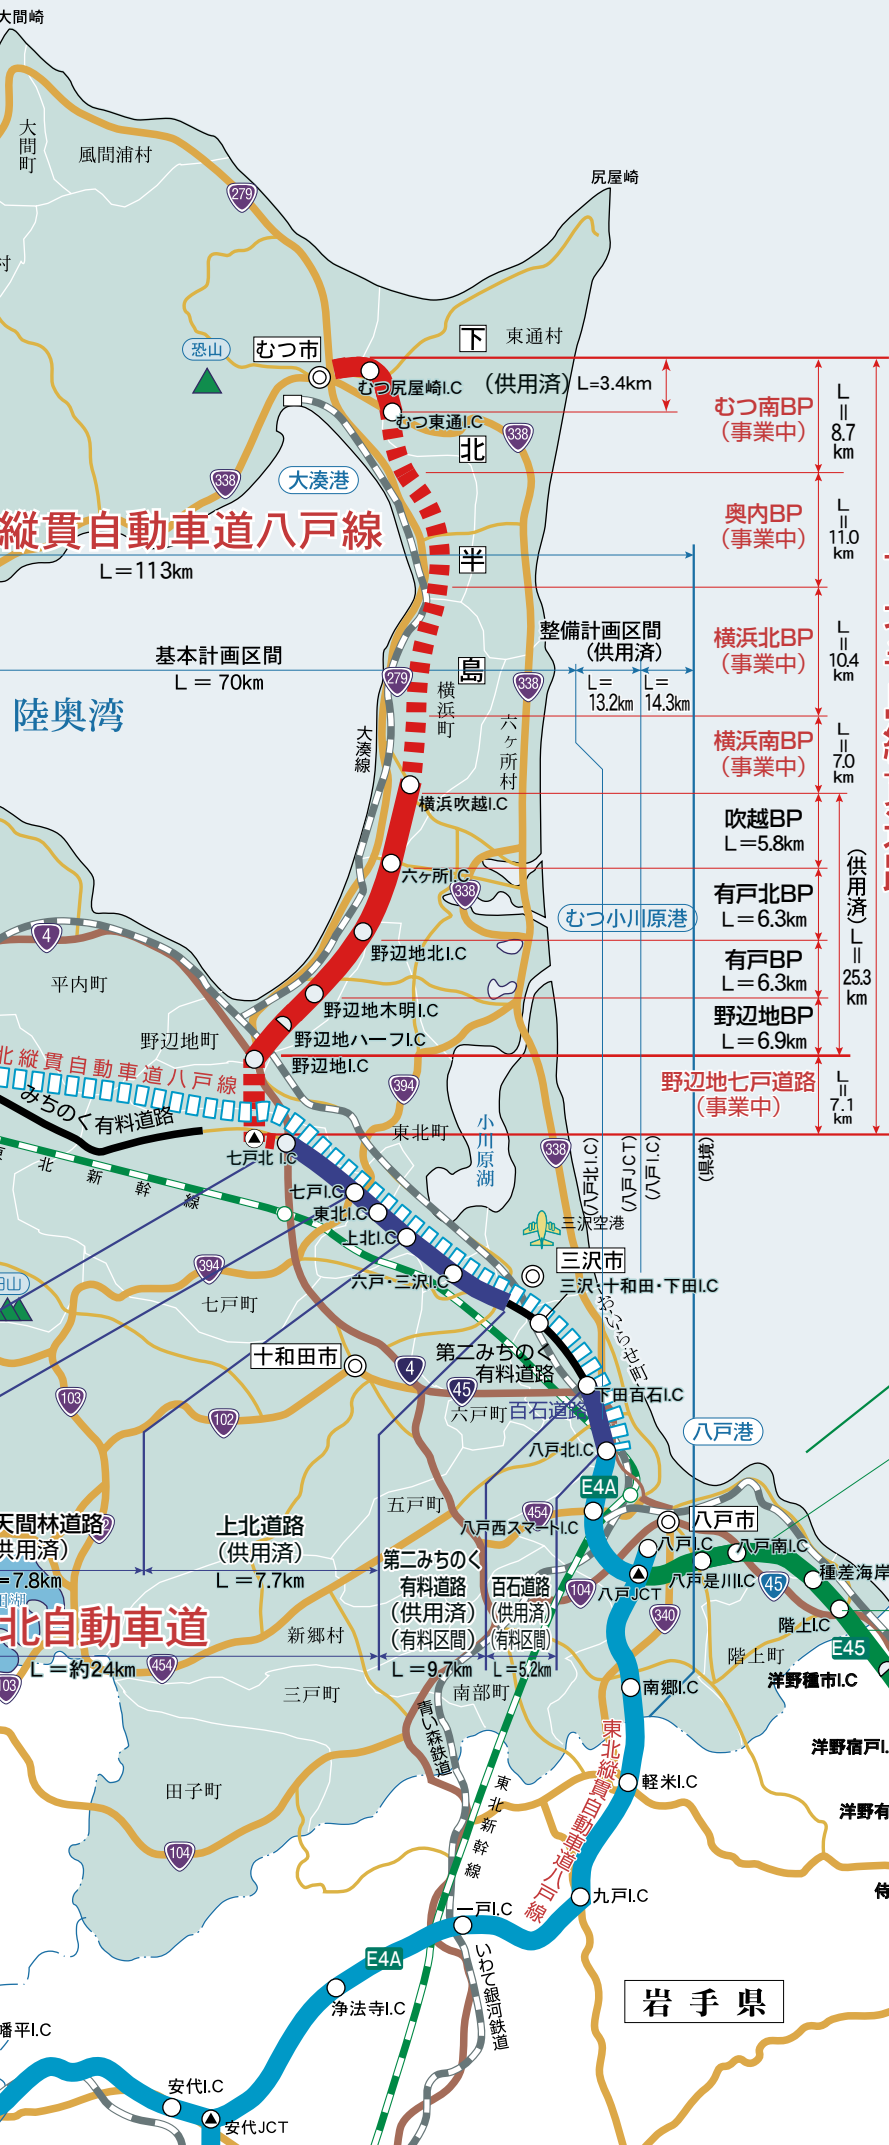 大間崎
大間町
風間浦村
279
尻屋崎
村
恐山
むつ市
下
東通村
むつ尻屋崎I.C
(供用済) L=3.4km
むつ東通I.C
むつ南BP
(事業中)
L=8.7km
338
北
338
大湊港
縦貫自動車道八戸線
L=113km
奥内BP
(事業中)
L=11.0km
半
整備計画区間
(供用済)
基本計画区間
L = 70km
横浜北BP
(事業中)
L=10.4km
279
島
338
L=
13.2km
L=
14.3km
陸奥湾
横浜町
大湊線
六ヶ所村
横浜南BP
(事業中)
L=7.0km
横浜吹越I.C
吹越BP
L=5.8km
六ヶ所I.C
338
有戸北BP
L=6.3km
(供用済) L=25.3km
むつ小川原港
4
野辺地北I.C
有戸BP
L=6.3km
平内町
野辺地木明I.C
野辺地BP
L=6.9km
野辺地町
野辺地ハーフI.C
野辺地I.C
北縦貫自動車道八戸線
みちのく有料道路
394
野辺地七戸道路
(事業中)
L=7.1km
東北町
小川原湖
七戸北I.C
338
(八戸北I.C)
(八戸JCT)
(八戸I.C)
(県境)
東北新幹線
七戸I.C
東北I.C
上北I.C
三沢空港
三沢市
394
六戸・三沢I.C
三沢・十和田・下田I.C
田山
七戸町
おいらせ町
十和田市
第二みちのく
有料道路
4
45
103
102
六戸町
百石道路
下田百石I.C
八戸港
八戸北I.C
E4A
五戸町
454
八戸西スマートI.C
八戸市
天間林道路
(供用済)
=7.8km
上北道路
(供用済)
L =7.7km
八戸I.C
八戸南I.C
第二みちのく
有料道路
(供用済)
(有料区間)
L =9.7km
百石道路
(供用済)
(有料区間)
L=5.2km
八戸JCT
八戸是川I.C
45
種差海岸
104
340
階上I.C
E45
北自動車道
L =約24km
新郷村
454
103
階上町
三戸町
南部町
南郷I.C
洋野種市I.C
青い森鉄道
東北縦貫自動車道八戸線
洋野宿戸I.
田子町
東北新幹線
軽米I.C
洋野有
104
侍
九戸I.C
一戸I.C
E4A
いわて銀河鉄道
浄法寺I.C
岩手県
幡平I.C
安代I.C
安代JCT